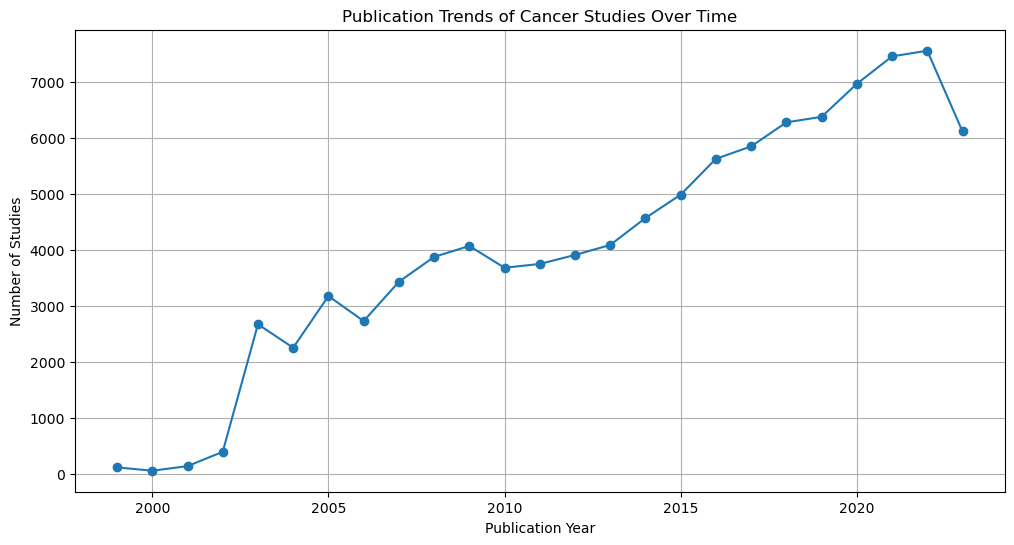 Publication Trends of Cancer Studies Over Time
Number of Studies
7000
6000
5000
4000
3000
2000
1000
0
2000 2005 2010 2015 2020
Publication Year